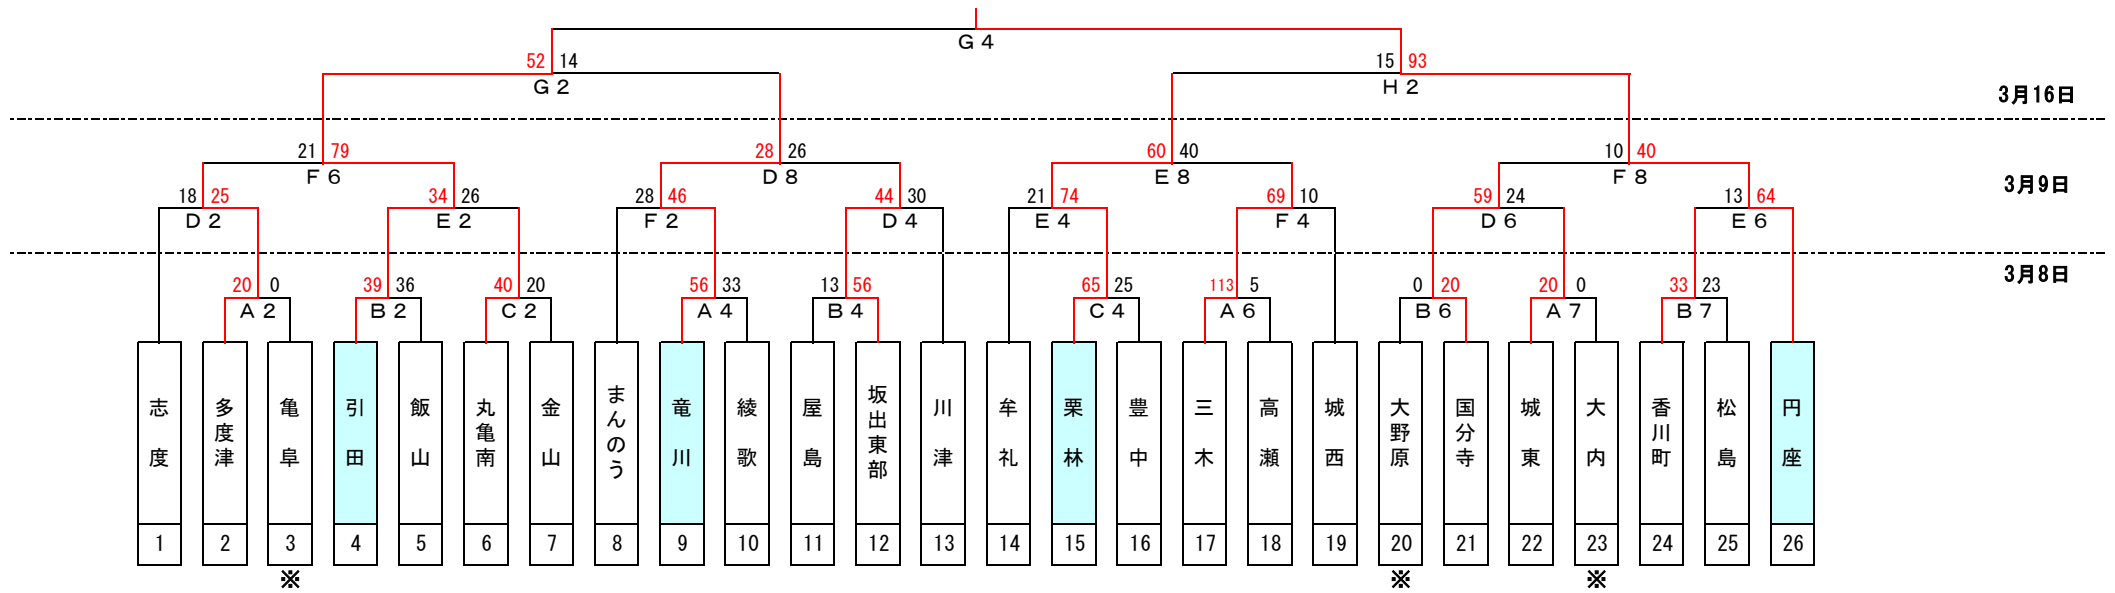 G4
52 14 15 93
G2 H2
3月16日
21 79 28 26 60 40 10 40
F6 D8 E8 F8
3月9日
18 25 34 26 28 46 44 30 21 74 69 10 59 24 13 64
D2 E2 F2 D4 E4 F4 D6 E6
3月8日
20 0 39 36 40 20 56 33 13 56 65 25 113 5 0 20 20 0 33 23
A2 B2 C2 A4 B4 C4 A6 B6 A7 B7
志度
多度津
亀阜
引田
飯山
丸亀南
金山
まんのう
竜川
綾歌
屋島
坂出東部
川津
牟礼
栗林
豊中
三木
高瀬
城西
大野原
国分寺
城東
大内
香川町
松島
円座
1 2 3 4 5 6 7 8 9 10 11 12 13 14 15 16 17 18 19 20 21 22 23 24 25 26
※ ※ ※